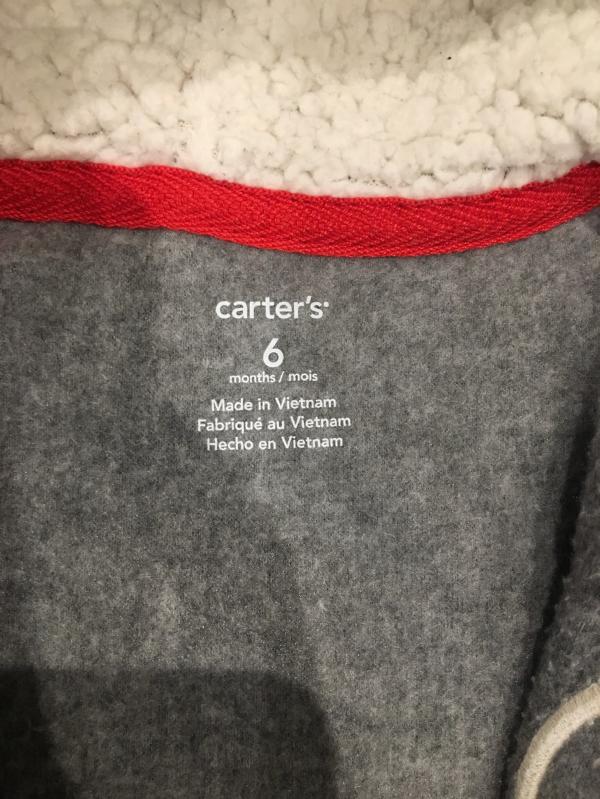 carter's
6
months / mois
Made in Vietnam
Fabriqué au Vietnam
Hecho en Vietnam